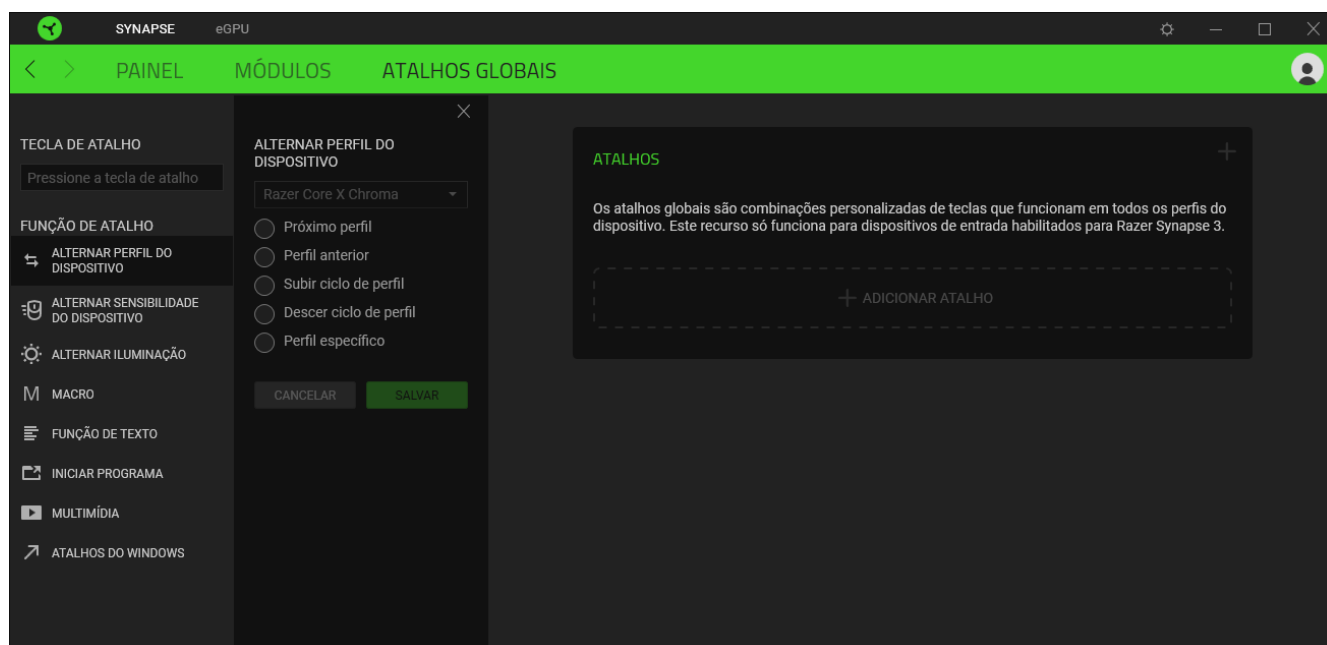 SYNAPSE eGPU
PAINEL MÓDULOS ATALHOS GLOBAIS
TECLA DE ATALHO
Pressione a tecla de atalho
FUNÇÃO DE ATALHO
ALTERNAR PERFIL DO
DISPOSITIVO
ALTERNAR SENSIBILIDADE
DO DISPOSITIVO
ALTERNAR ILUMINAÇÃO
M MACRO
FUNÇÃO DE TEXTO
INICIAR PROGRAMA
MULTIMÍDIA
ATALHOS DO WINDOWS
ALTERNAR PERFIL DO
DISPOSITIVO
Razer Core X Chroma
Próximo perfil
Perfil anterior
Subir ciclo de perfil
Descer ciclo de perfil
Perfil específico
CANCELAR SALVAR
ATALHOS
Os atalhos globais são combinações personalizadas de teclas que funcionam em todos os perfis do
dispositivo. Este recurso só funciona para dispositivos de entrada habilitados para Razer Synapse 3.
ADICIONAR ATALHO